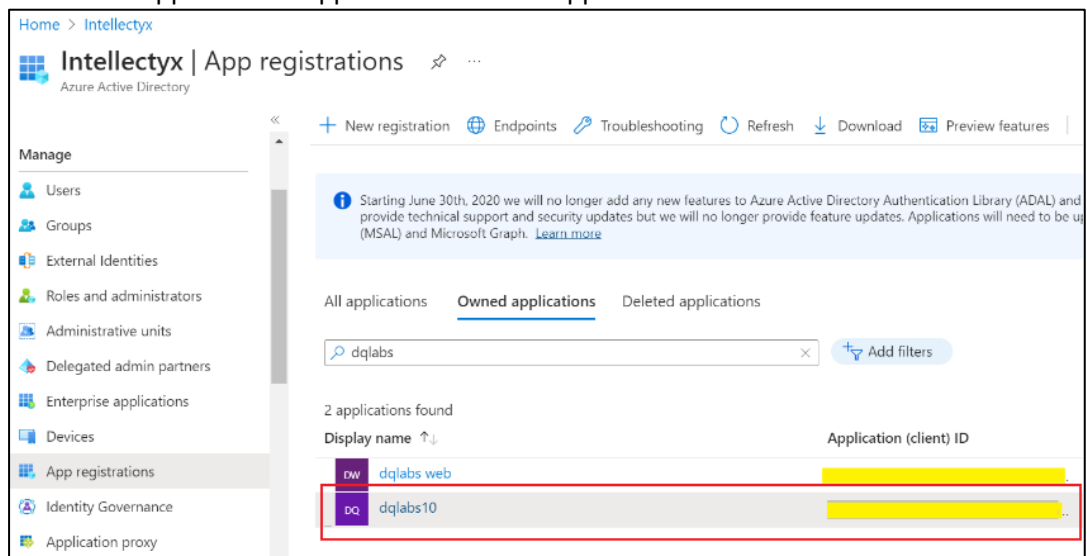 Home > Intellectyx
Intellectyx | App registrations
Azure Active Directory
New registration Endpoints Troubleshooting Refresh Download Preview features
Manage
Users
Groups
External Identities
Roles and administrators
Administrative units
Delegated admin partners
Enterprise applications
Devices
App registrations
Identity Governance
Application proxy
Starting June 30th, 2020 we will no longer add any new features to Azure Active Directory Authentication Library (ADAL) and
provide technical support and security updates but we will no longer provide feature updates. Applications will need to be up
(MSAL) and Microsoft Graph. Learn more
All applications Owned applications Deleted applications
dqlabs
Add filters
2 applications found
Display name Application (client) ID
DW dqlabs web
DQ dqlabs10